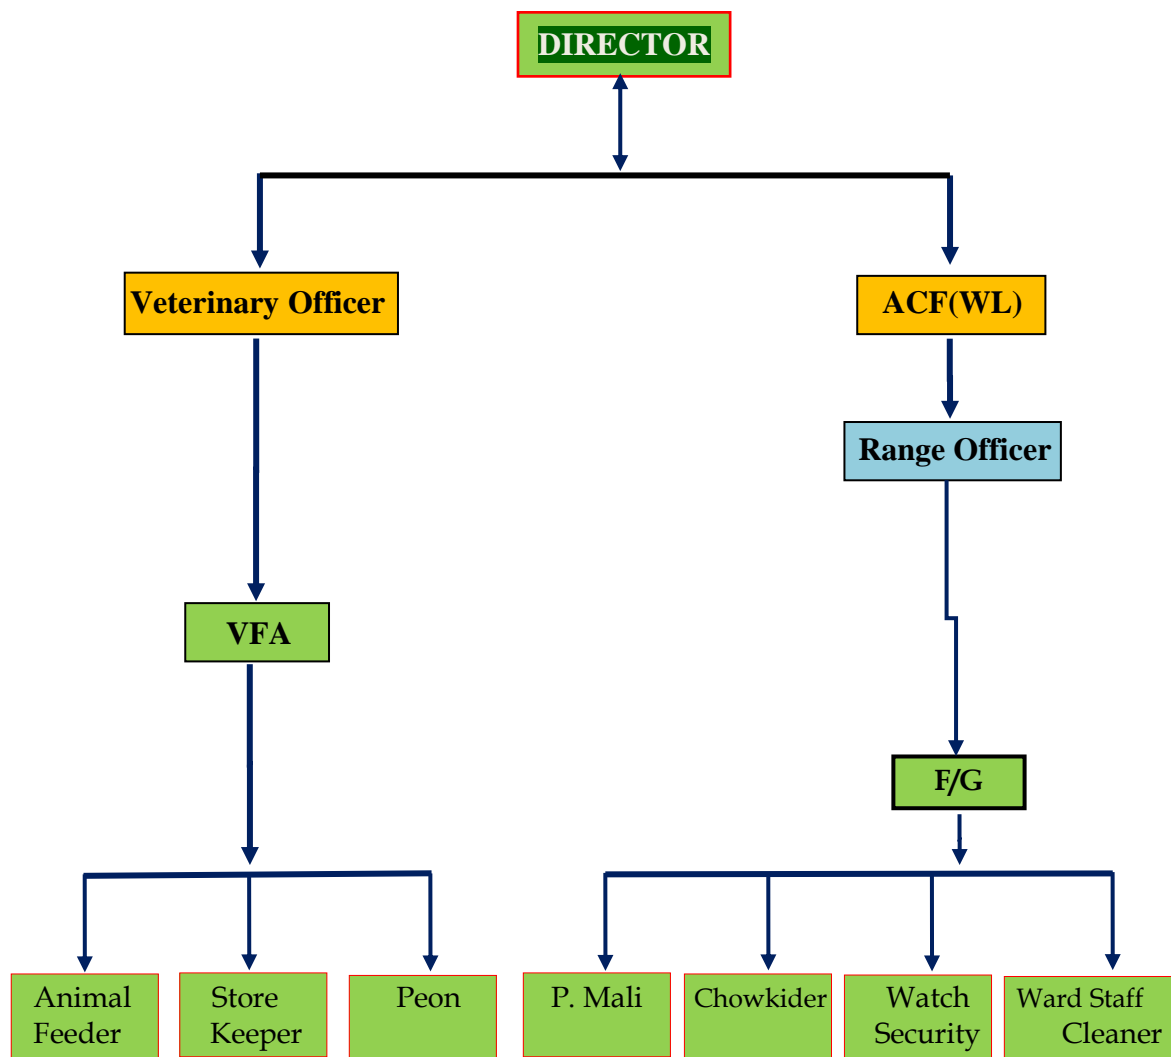 DIRECTOR
Veterinary Officer
ACF(WL)
Range Officer
VFA
F/G
Animal
Feeder
Store
Keeper
Peon
P. Mali
Chowkider
Watch
Security
Ward Staff
Cleaner